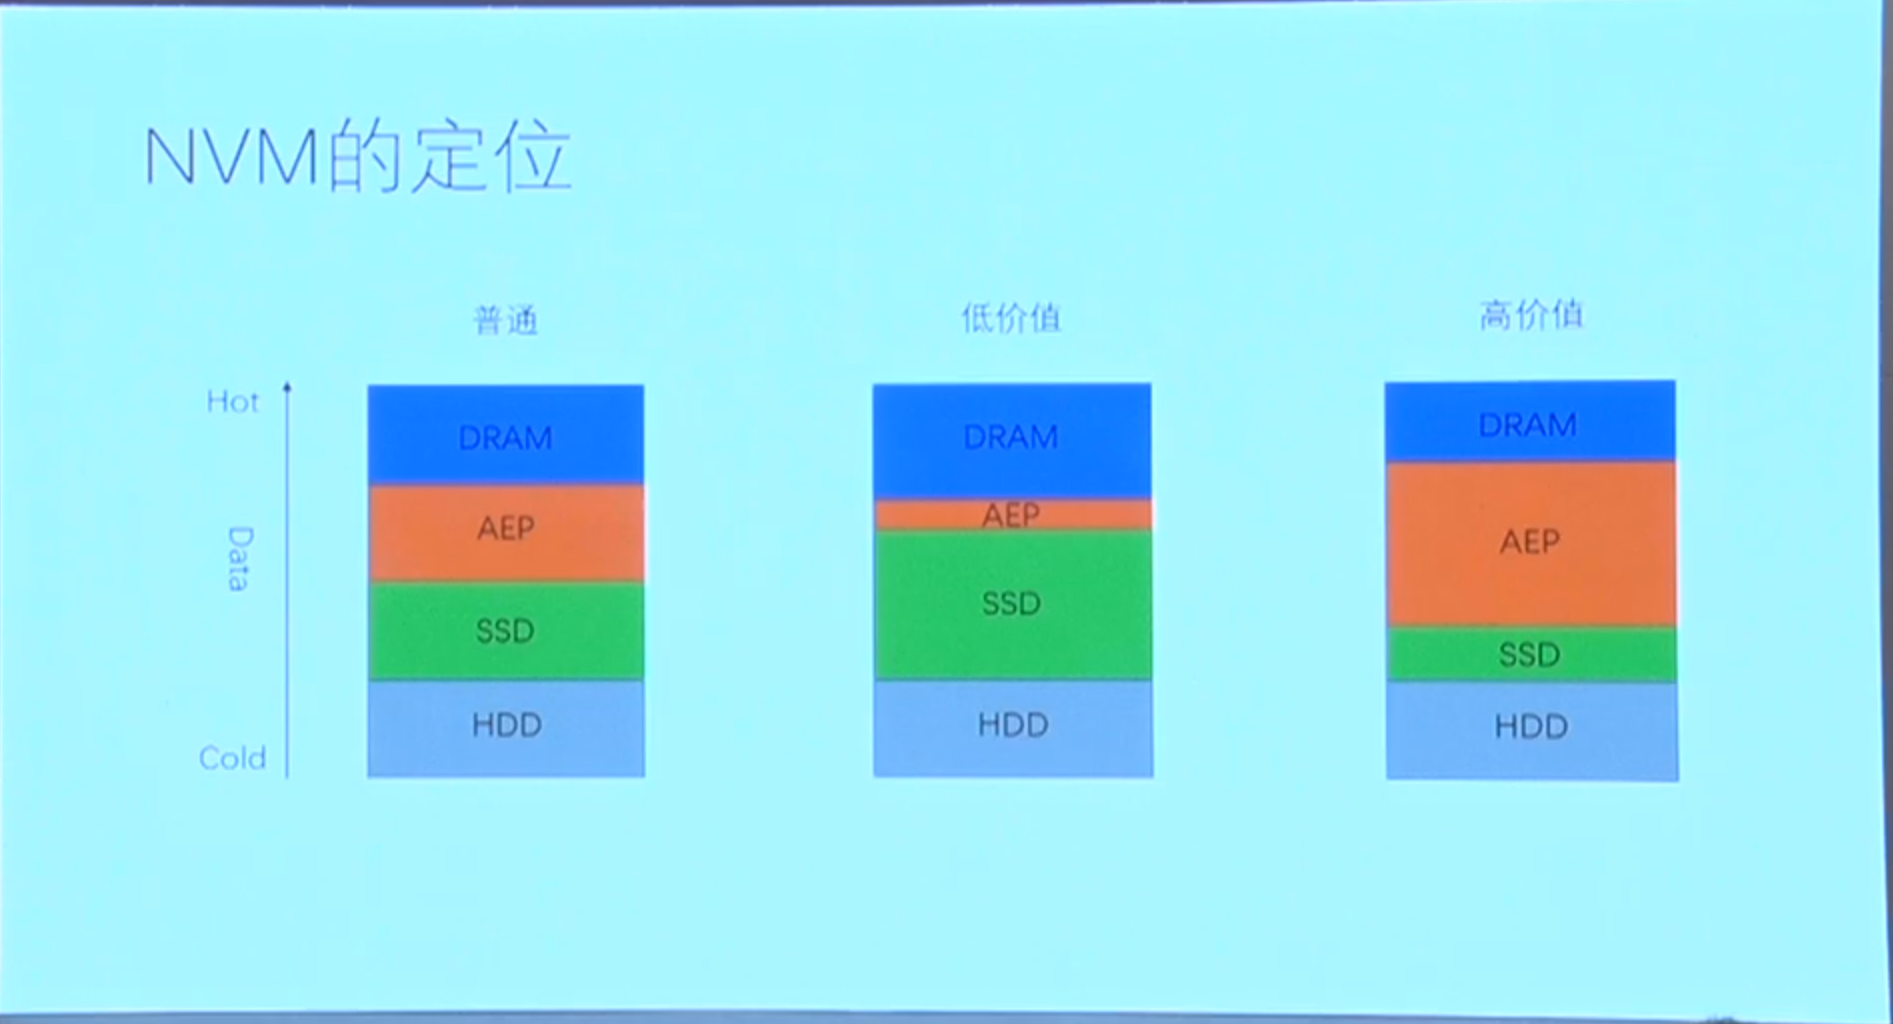 NVM的定位
普通
低价值
高价值
Hot
Data
Cold
DRAM
AEP
SSD
HDD
DRAM
AEP
SSD
HDD
DRAM
AEP
SSD
HDD